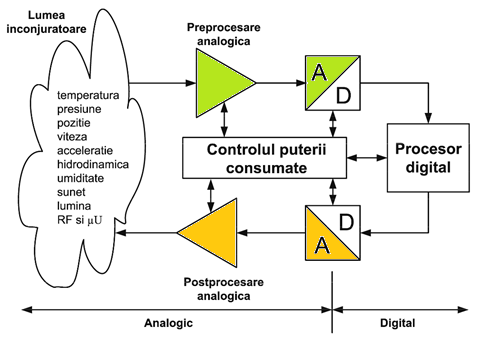 Lumea
inconjuratoare
temperatura
presiune
pozitie
viteza
acceleratie
hidrodinamica
umiditate
sunet
lumina
RF si μU
Preprocesare
analogica
A
D
Controlul puterii
consumate
Procesor
digital
D
A
Postprocesare
analogica
Analogic
Digital